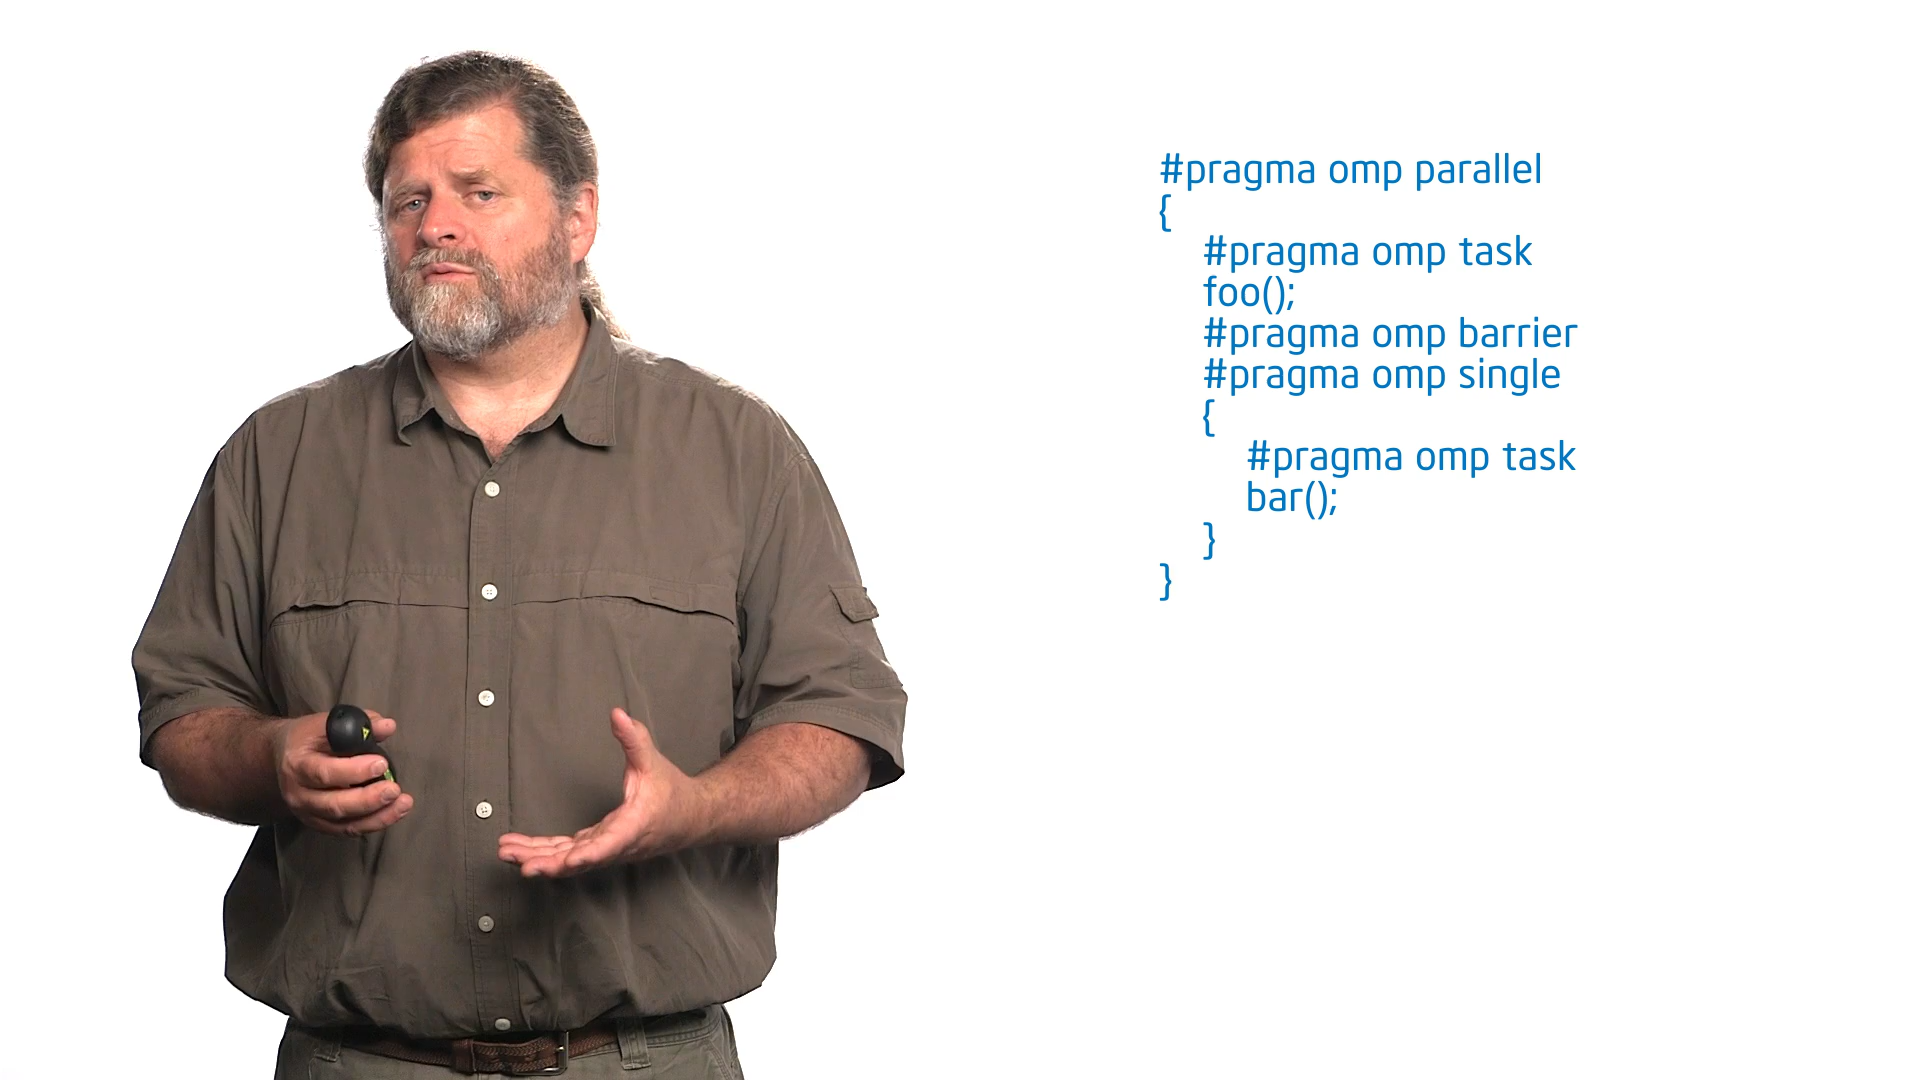 #pragma omp parallel
{
#pragma omp task
foo();
#pragma omp barrier
#pragma omp single
{
#pragma omp task
bar();
}
}